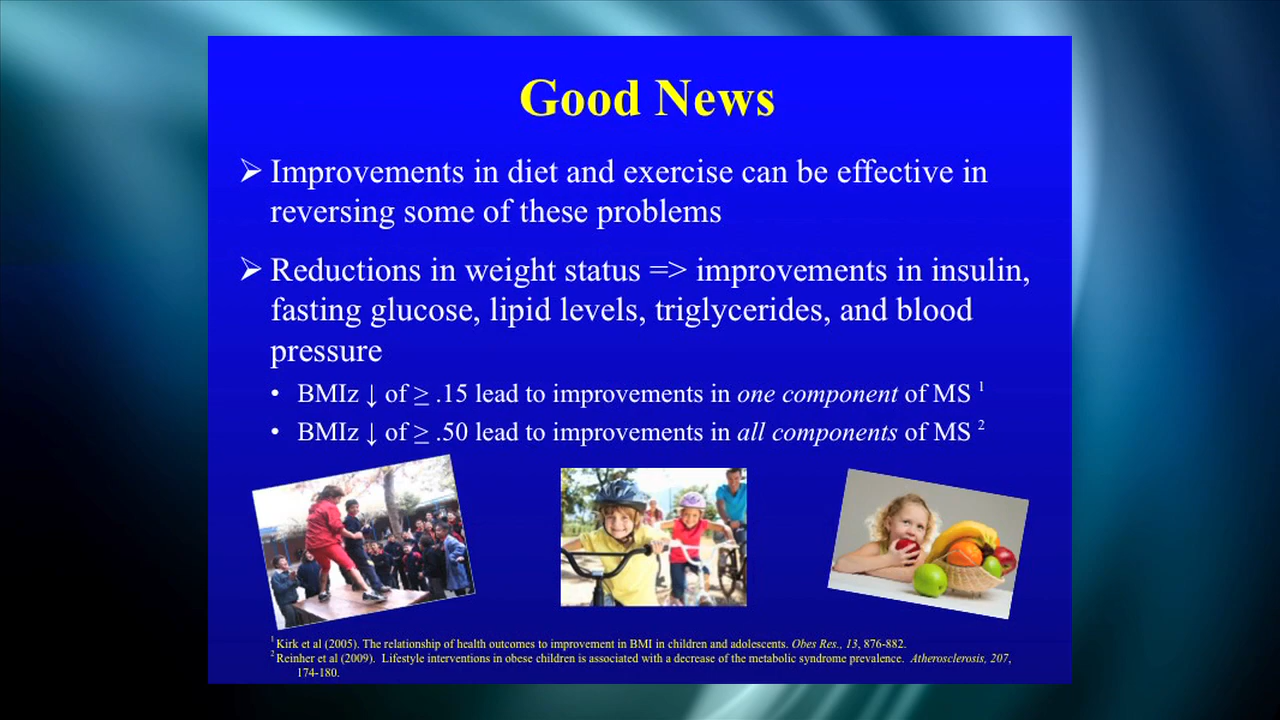 Good News
➢ Improvements in diet and exercise can be effective in
reversing some of these problems
➢ Reductions in weight status => improvements in insulin,
fasting glucose, lipid levels, triglycerides, and blood
pressure
• BMIz ↓ of ≥ .15 lead to improvements in one component of MS 1
• BMIz ↓ of ≥ .50 lead to improvements in all components of MS 2
1 Kirk et al (2005). The relationship of health outcomes to improvement in BMI in children and adolescents. Obes Res., 13, 876-882.
2 Reinher et al (2009). Lifestyle interventions in obese children is associated with a decrease of the metabolic syndrome prevalence. Atherosclerosis, 207,
174-180.